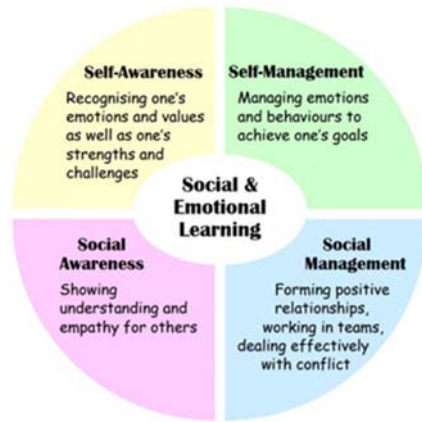 Self-Awareness
Recognising one's
emotions and values
as well as one's
strengths and
challenges
Self-Management
Managing emotions
and behaviours to
achieve one's goals
Social &
Emotional
Learning
Social
Awareness
Showing
understanding and
empathy for others
Social
Management
Forming positive
relationships,
working in teams,
dealing effectively
with conflict